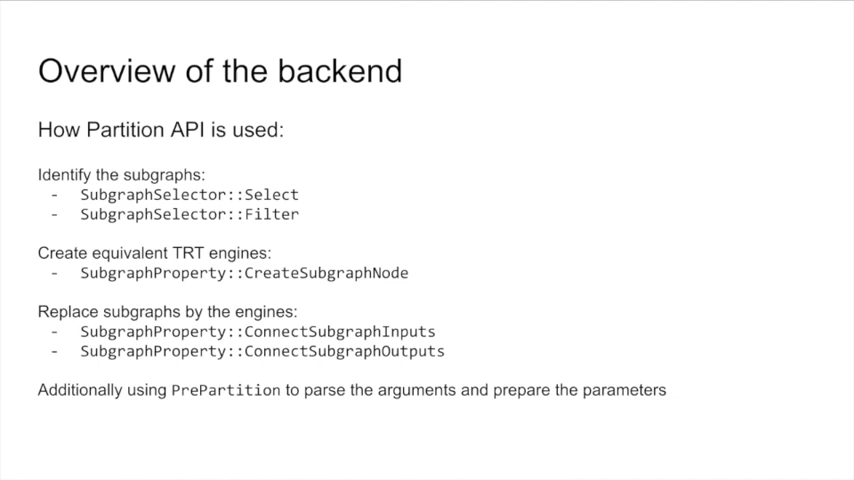 Overview of the backend
How Partition API is used:
Identify the subgraphs:
- SubgraphSelector::Select
- SubgraphSelector::Filter
Create equivalent TRT engines:
- SubgraphProperty::CreateSubgraphNode
Replace subgraphs by the engines:
- SubgraphProperty::ConnectSubgraphInputs
- SubgraphProperty::ConnectSubgraphOutputs
Additionally using PrePartition to parse the arguments and prepare the parameters